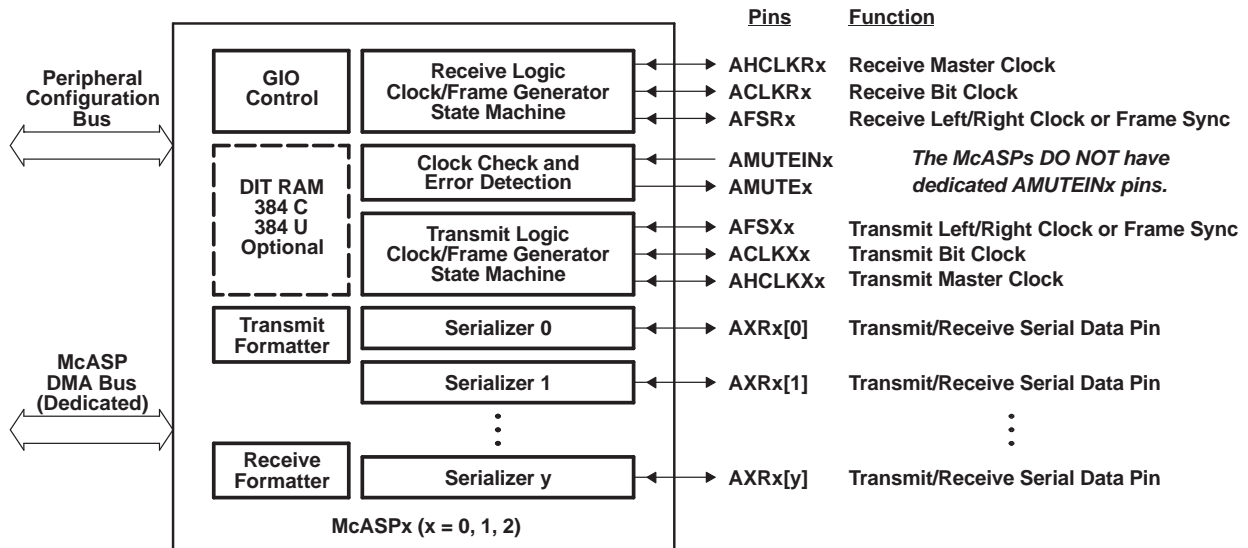 Pins Function
Peripheral
Configuration
Bus
GIO
Control
Receive Logic
Clock/Frame Generator
State Machine
AHCLKRx Receive Master Clock
ACLKRx Receive Bit Clock
AFSRx Receive Left/Right Clock or Frame Sync
DIT RAM
384 C
384 U
Optional
Clock Check and
Error Detection
AMUTEINx
AMUTEx
The McASPs DO NOT have
dedicated AMUTEINx pins.
Transmit Logic
Clock/Frame Generator
State Machine
AFSXx Transmit Left/Right Clock or Frame Sync
ACLKXx Transmit Bit Clock
AHCLKXx Transmit Master Clock
McASP
DMA Bus
(Dedicated)
Transmit
Formatter
Serializer 0
AXRx[0] Transmit/Receive Serial Data Pin
Serializer 1
AXRx[1] Transmit/Receive Serial Data Pin
Receive
Formatter
Serializer y
AXRx[y] Transmit/Receive Serial Data Pin
McASPx (x = 0, 1, 2)